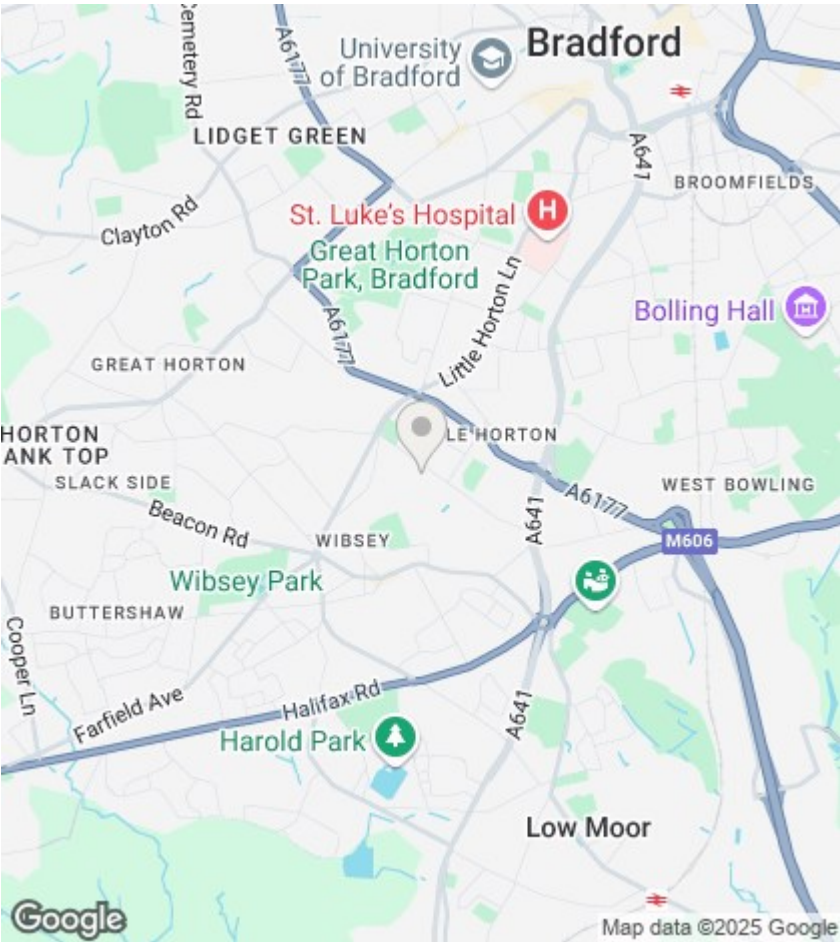 Cemetery Rd
A6177
University
of Bradford
Bradford
LIDGET GREEN
A641
BROOMFIELDS
Clayton Rd
St. Luke's Hospital
H
Great Horton
Park, Bradford
Little Horton Ln
Bolling Hall
A6177
GREAT HORTON
HORTON
ANK TOP
LE HORTON
SLACK SIDE
WEST BOWLING
A6177
Beacon Rd
A641
WIBSEY
M606
Wibsey Park
BUTTERSHAW
Cooper Ln
Farfield Ave
Halifax Rd
A641
Harold Park
Low Moor
Google
Map data ©2025 Google